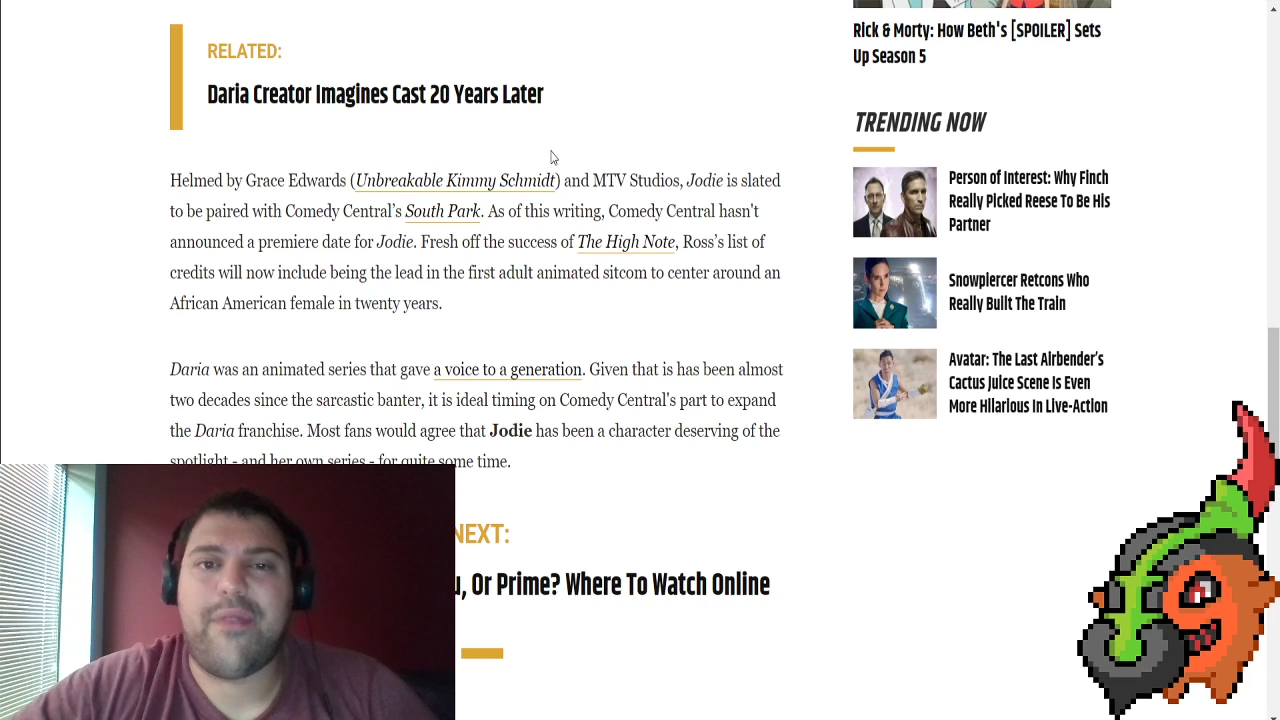 RELATED:
Daria Creator Imagines Cast 20 Years Later
Helmed by Grace Edwards (Unbreakable Kimmy Schmidt) and MTV Studios, Jodie is slated
to be paired with Comedy Central's South Park. As of this writing, Comedy Central hasn't
announced a premiere date for Jodie. Fresh off the success of The High Note, Ross's list of
credits will now include being the lead in the first adult animated sitcom to center around an
African American female in twenty years.
Daria was an animated series that gave a voice to a generation. Given that is has been almost
two decades since the sarcastic banter, it is ideal timing on Comedy Central's part to expand
the Daria franchise. Most fans would agree that Jodie has been a character deserving of the
spotlight - and her own series - for quite some time.
NEXT:
u, Or Prime? Where To Watch Online
Rick & Morty: How Beth's [SPOILER] Sets
Up Season 5
TRENDING NOW
Person of Interest: Why Finch
Really Picked Reese To Be His
Partner
Snowpiercer Retcons Who
Really Built The Train
Avatar: The Last Airbender's
Cactus Juice Scene Is Even
More Hilarious In Live-Action